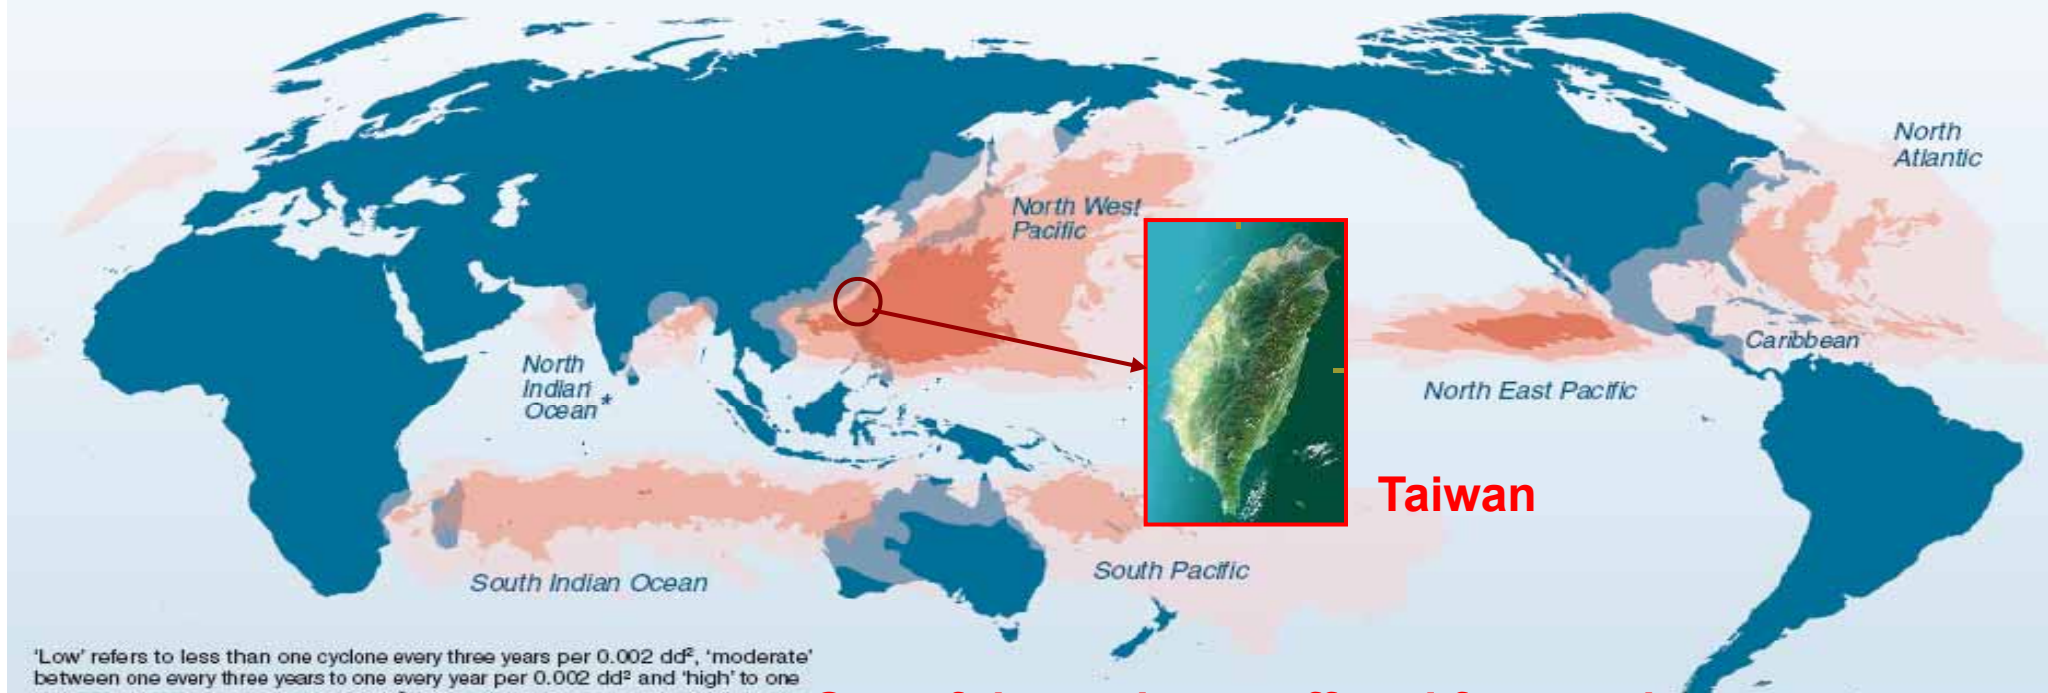 North
Atlantic
North West
Pacific
Caribbean
North
Indian
Ocean*
North East Pacific
Taiwan
South Pacific
South Indian Ocean
'Low' refers to less than one cyclone every three years per 0.002 dd², 'moderate'
between one every three years to one every year per 0.002 dd² and 'high' to one